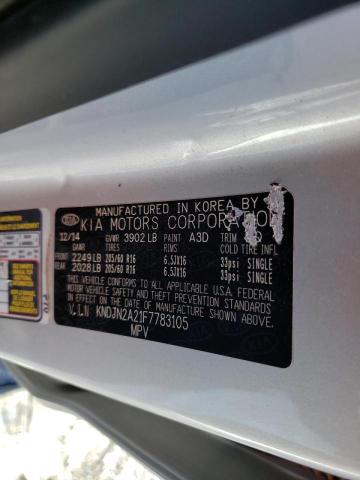 MANUFACTURED IN KOREA BY
KIA KIA MOTORS CORPORATION
12/14 GVWR 3902 LB PAINT A3D TRIM
GAWR TIRES RIMS COLD TIRE INFL
FRONT 2249 LB 205/60 R16 6.5JX16 33psi SINGLE
REAR 2028 LB 205/60 R16 6.5JX16 33psi SINGLE
THIS VEHICLE CONFORMS TO ALL APPLICABLE U.S.A. FEDERAL
MOTOR VEHICLE SAFETY AND THEFT PREVENTION STANDARDS
IN EFFECT ON THE DATE OF MANUFACTURE SHOWN ABOVE.
V.I.N KNDJN2A21F7783105
MPV